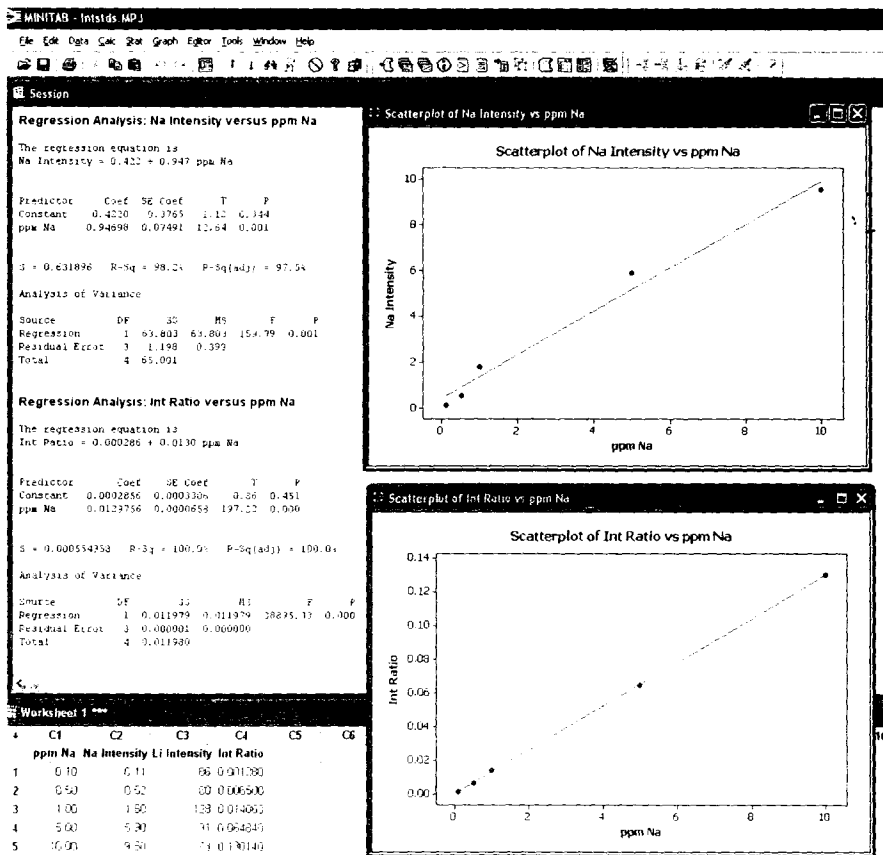 MINITAB - Intstds.MPJ
File Edit Data Calc Stat Graph Editor Tools Window Help
Session
Regression Analysis: Na Intensity versus ppm Na
The regression equation is
Na Intensity = 0.422 + 0.947 ppm Na
Predictor Coef SE Coef T P
Constant 0.4220 0.3765 1.12 0.344
ppm Na 0.94698 0.07491 12.64 0.001
S = 0.631896 R-Sq = 98.2% R-Sq(adj) = 97.5%
Analysis of Variance
Source DF SS MS F P
Regression 1 63.803 63.803 159.79 0.001
Residual Error 3 1.198 0.399
Total 4 65.001
Regression Analysis: Int Ratio versus ppm Na
The regression equation is
Int Ratio = 0.000286 + 0.0130 ppm Na
Predictor Coef SE Coef T P
Constant 0.0002856 0.0003306 0.86 0.451
ppm Na 0.0129756 0.0000658 197.22 0.000
S = 0.000554958 R-Sq = 100.0% R-Sq(adj) = 100.0%
Analysis of Variance
Source DF SS MS F P
Regression 1 0.011979 0.011979 38895.33 0.000
Residual Error 3 0.000001 0.000000
Total 4 0.011980
Scatterplot of Na Intensity vs ppm Na
Scatterplot of Na Intensity vs ppm Na
10
8
6
4
2
0
Na Intensity
0 2 4 6 8 10
ppm Na
Scatterplot of Int Ratio vs ppm Na
Scatterplot of Int Ratio vs ppm Na
0.14
0.12
0.10
0.08
0.06
0.04
0.02
0.00
Int Ratio
0 2 4 6 8 10
ppm Na
Worksheet 1 ***
C1 C2 C3 C4 C5 C6
ppm Na Na Intensity Li Intensity Int Ratio
1 0.10 0.11 86 0.001280
2 0.50 0.52 80 0.006500
3 1.00 1.80 128 0.014063
4 5.00 5.90 91 0.064840
5 10.00 9.50 73 0.130140